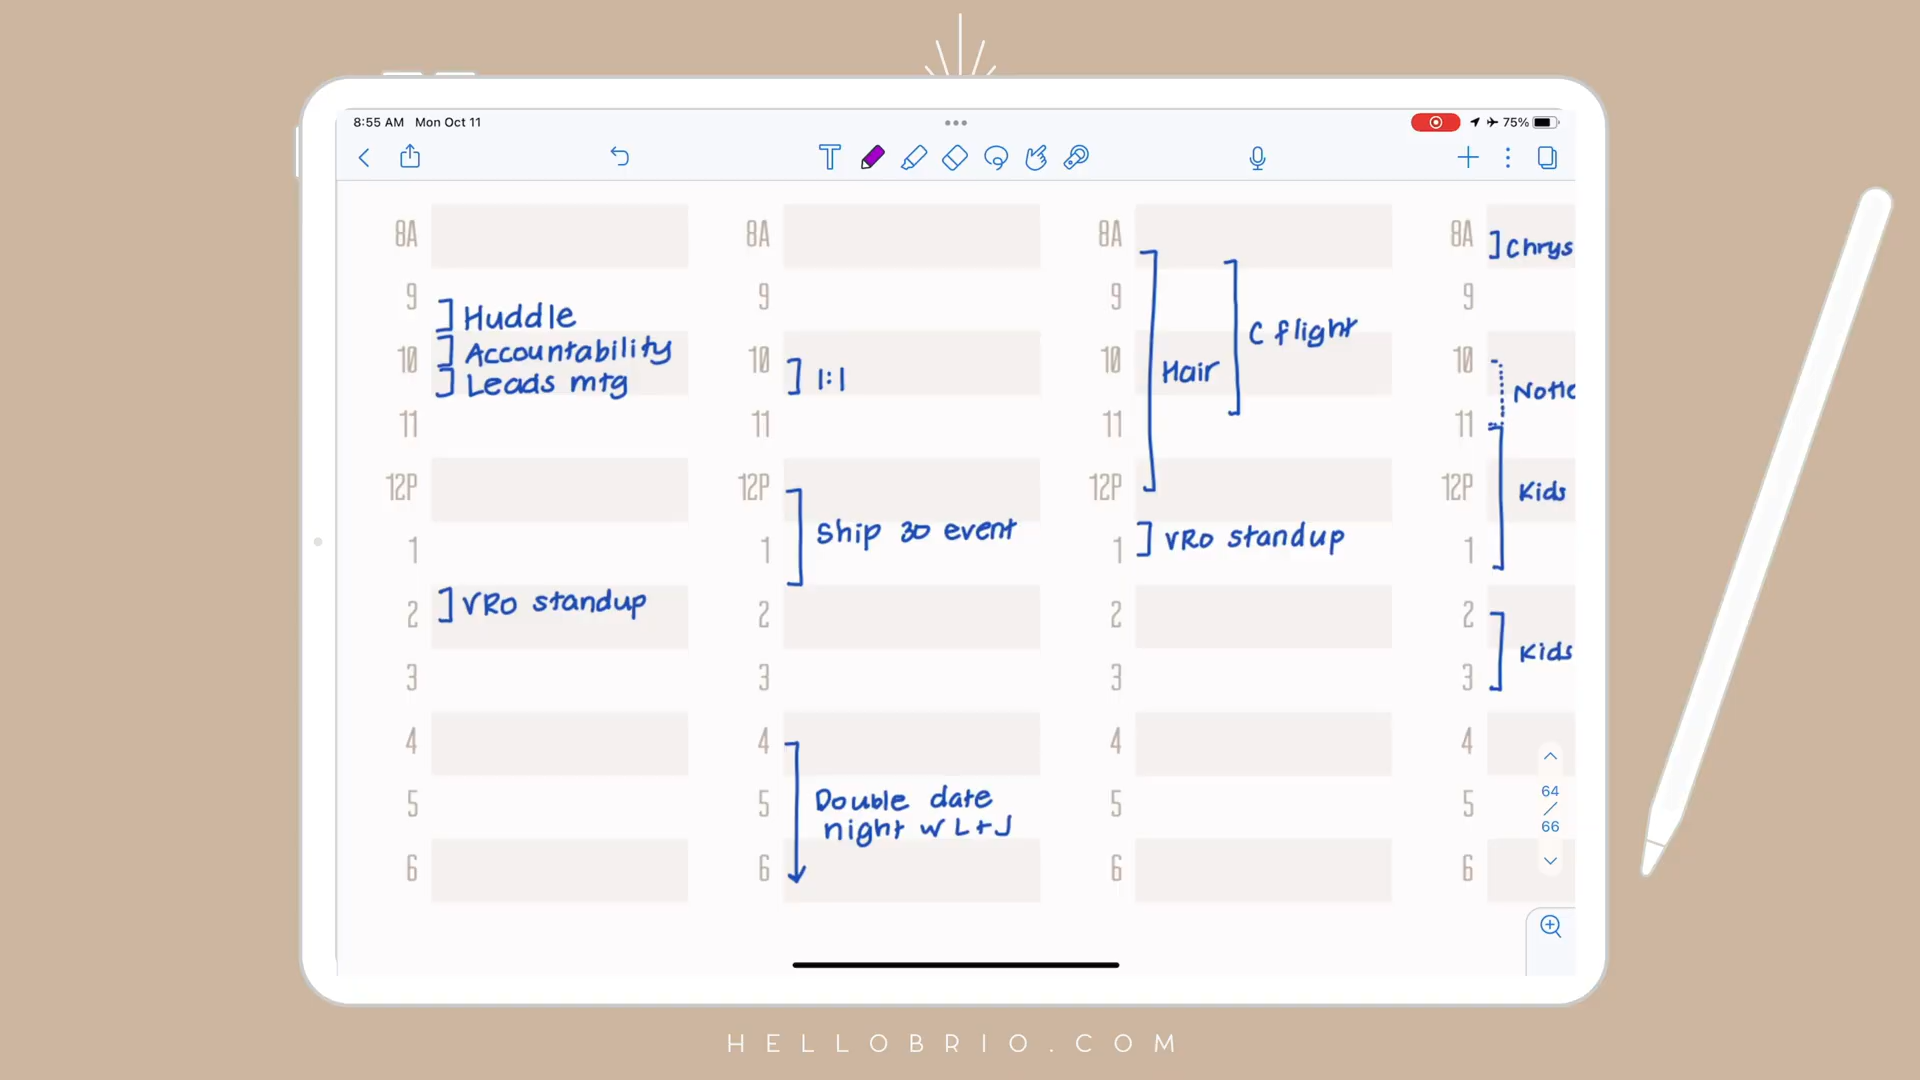 8:55 AM Mon Oct 11
75%
8A
9
10
11
12P
1
2
3
4
5
6
] Huddle
] Accountability
] Leads mtg
] VRO standup
8A
9
10
11
12P
1
2
3
4
5
6
] 1:1
Ship 30 event
Double date
night w L+J
8A
9
10
11
12P
1
2
3
4
5
6
Hair
C flight
] VRO standup
8A
9
10
11
12P
1
2
3
4
5
6
] Chrys
Kids
Kids
64
/
66
HELLOBRIO.COM